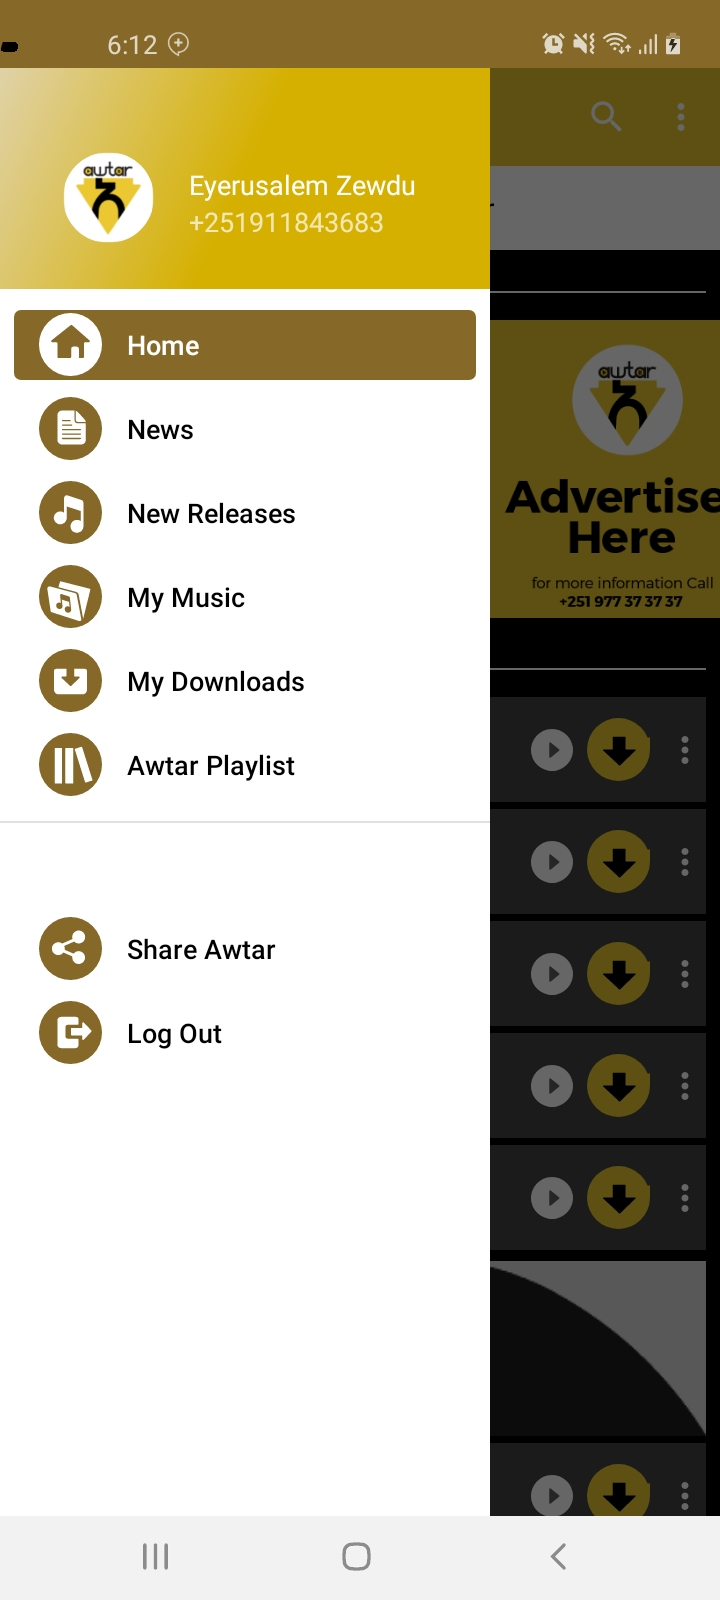 6:12
awtar
Eyerusalem Zewdu
+251911843683
Home
News
New Releases
My Music
My Downloads
Awtar Playlist
Share Awtar
Log Out
awtar
Advertise
Here
for more information Call
+251 977 37 37 37